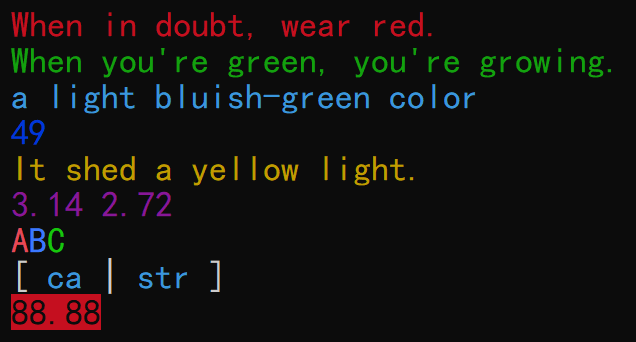 When in doubt, wear red.
When you're green, you're growing.
a light bluish-green color
49
It shed a yellow light.
3.14 2.72
ABC
[ ca | str ]
88.88